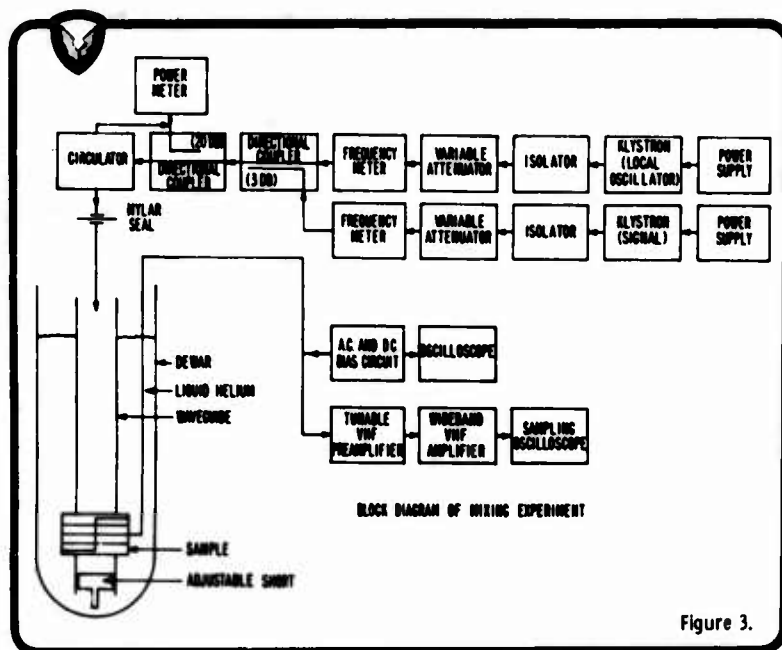 POWER
METER
CIRCULATOR
(20 DB)
DIRECTIONAL
COUPLER
DIRECTIONAL
COUPLER
(3 DB)
FREQUENCY
METER
VARIABLE
ATTENUATOR
ISOLATOR
KLYSTRON
(LOCAL
OSCILLATOR)
POWER
SUPPLY
FREQUENCY
METER
VARIABLE
ATTENUATOR
ISOLATOR
KLYSTRON
(SIGNAL)
POWER
SUPPLY
MYLAR
SEAL
A.C. AND DC
BIAS CIRCUIT
OSCILLOSCOPE
DEWAR
LIQUID HELIUM
WAVEGUIDE
TUNABLE
VHF
PREAMPLIFIER
WIDEBAND
VHF
AMPLIFIER
SAMPLING
OSCILLOSCOPE
BLOCK DIAGRAM OF MIXING EXPERIMENT
SAMPLE
ADJUSTABLE SHORT
Figure 3.